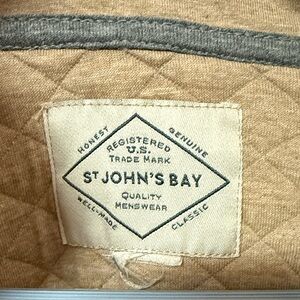 HONEST
GENUINE
REGISTERED
U.S.
TRADE MARK
ST JOHN'S BAY
QUALITY
MENSWEAR
WELL-MADE
CLASSIC